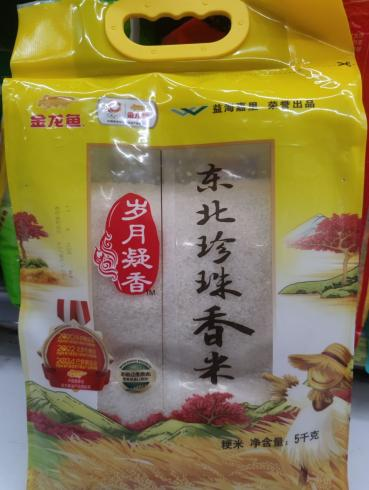 金龙鱼
益海嘉里 荣誉出品
东北珍珠香米
岁月凝香
TM
粳米 净含量: 5千克